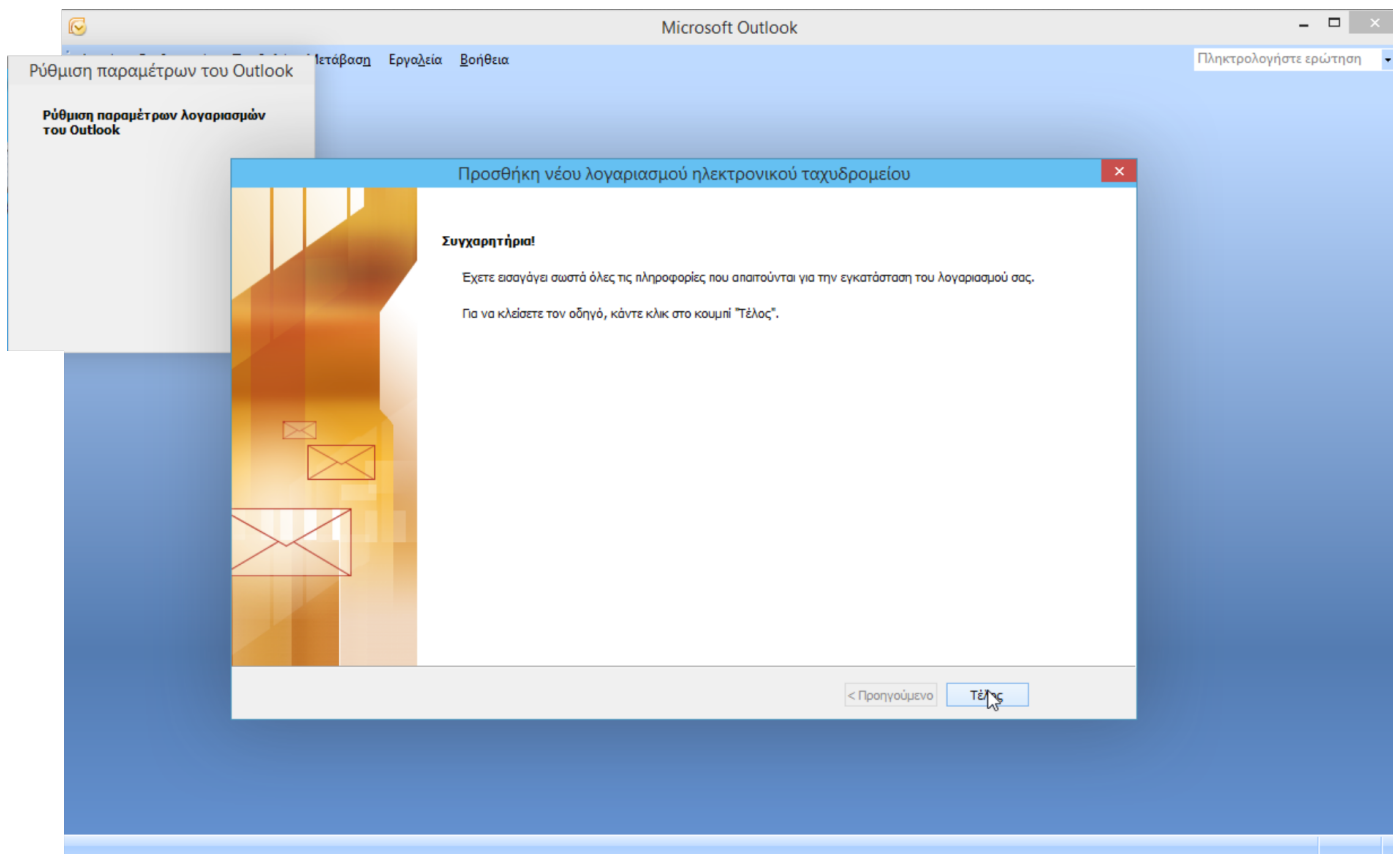 Microsoft Outlook
Μετάβαση Εργαλεία Βοήθεια
Πληκτρολογήστε ερώτηση
Ρύθμιση παραμέτρων του Outlook
Ρύθμιση παραμέτρων λογαριασμών
του Outlook
Προσθήκη νέου λογαριασμού ηλεκτρονικού ταχυδρομείου
Συγχαρητήρια!
Έχετε εισαγάγει σωστά όλες τις πληροφορίες που απαιτούνται για την εγκατάσταση του λογαριασμού σας.
Για να κλείσετε τον οδηγό, κάντε κλικ στο κουμπί "Τέλος".
< Προηγούμενο Τέλος